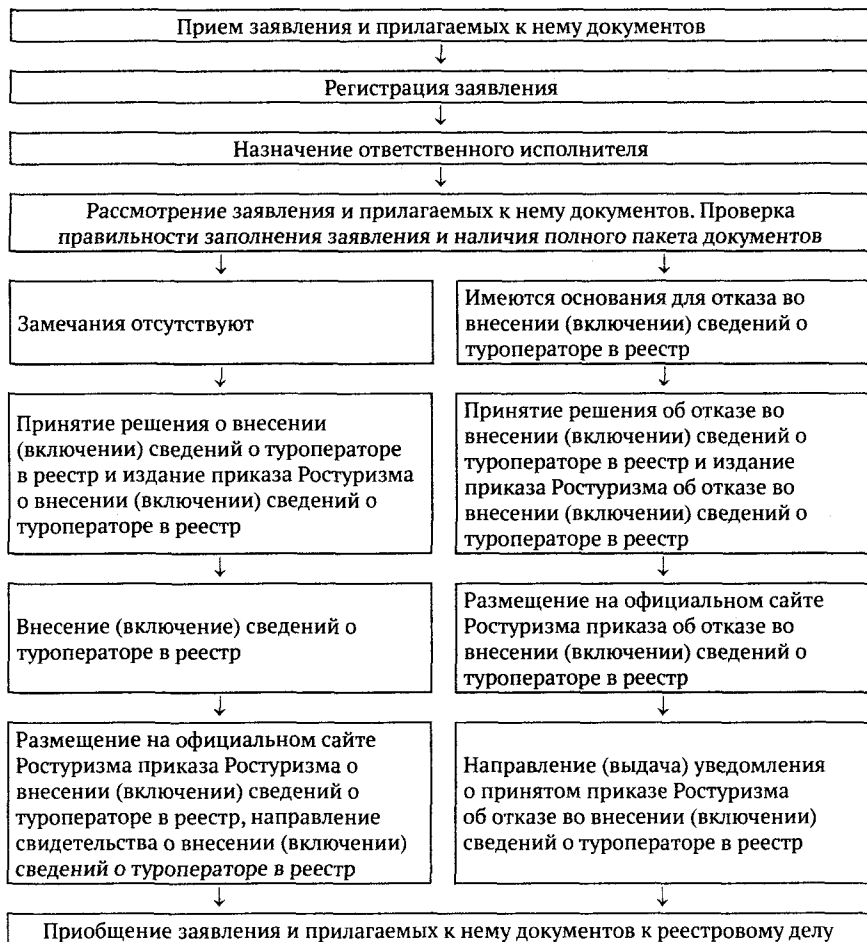 Прием заявления и прилагаемых к нему документов
↓
Регистрация заявления
↓
Назначение ответственного исполнителя
↓
Рассмотрение заявления и прилагаемых к нему документов. Проверка
правильности заполнения заявления и наличия полного пакета документов
↓
Замечания отсутствуют
↓
Принятие решения о внесении
(включении) сведений о туроператоре
в реестр и издание приказа Ростуризма
о внесении (включении) сведений о
туроператоре в реестр
↓
Внесение (включение) сведений о
туроператоре в реестр
↓
Размещение на официальном сайте
Ростуризма приказа Ростуризма о
внесении (включении) сведений о
туроператоре в реестр, направление
свидетельства о внесении (включении)
сведений о туроператоре в реестр
↓
↓
Имеются основания для отказа во
внесении (включении) сведений о
туроператоре в реестр
↓
Принятие решения об отказе во
внесении (включении) сведений о
туроператоре в реестр и издание
приказа Ростуризма об отказе во
внесении (включении) сведений о
туроператоре в реестр
↓
Размещение на официальном сайте
Ростуризма приказа об отказе во
внесении (включении) сведений о
туроператоре в реестр
↓
Направление (выдача) уведомления
о принятом приказе Ростуризма
об отказе во внесении (включении)
сведений о туроператоре в реестр
↓
Приобщение заявления и прилагаемых к нему документов к реестровому делу